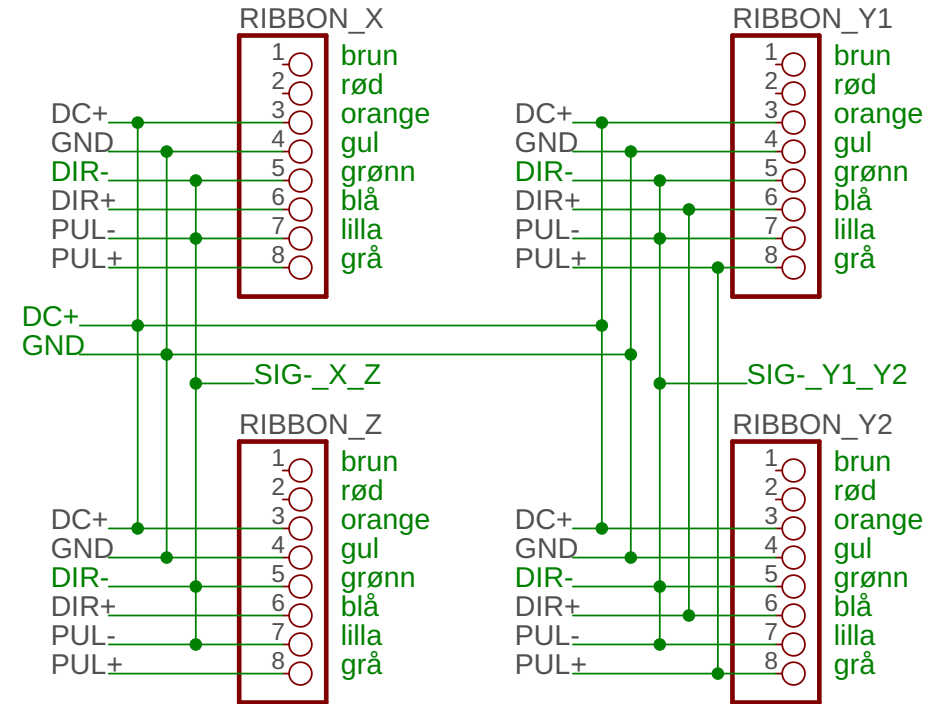 RIBBON_X
1 brun
2 rød
DC+ 3 orange
GND 4 gul
DIR- 5 grønn
DIR+ 6 blå
PUL- 7 lilla
PUL+ 8 grå
RIBBON_Y1
1 brun
2 rød
DC+ 3 orange
GND 4 gul
DIR- 5 grønn
DIR+ 6 blå
PUL- 7 lilla
PUL+ 8 grå
DC+
GND
SIG-_X_Z
SIG-_Y1_Y2
RIBBON_Z
1 brun
2 rød
DC+ 3 orange
GND 4 gul
DIR- 5 grønn
DIR+ 6 blå
PUL- 7 lilla
PUL+ 8 grå
RIBBON_Y2
1 brun
2 rød
DC+ 3 orange
GND 4 gul
DIR- 5 grønn
DIR+ 6 blå
PUL- 7 lilla
PUL+ 8 grå